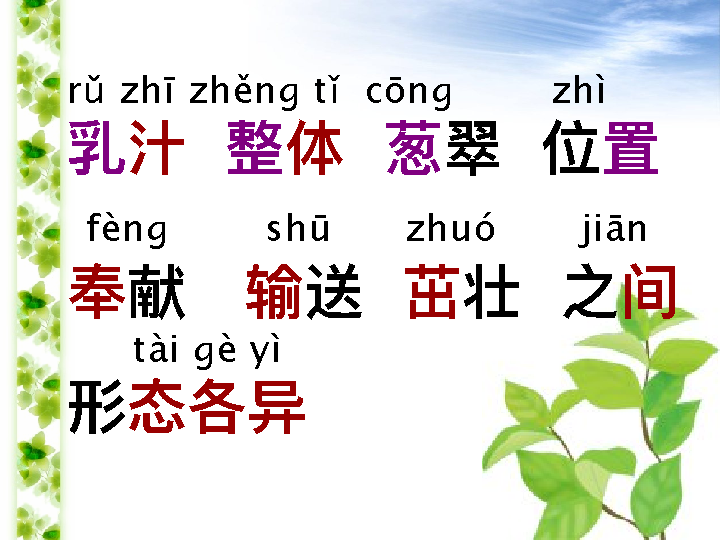 rǔ zhī zhěng tǐ cōng zhì
乳汁 整体 葱翠 位置
fèng shū zhuó jiān
奉献 输送 茁壮 之间
tài gè yì
形态各异